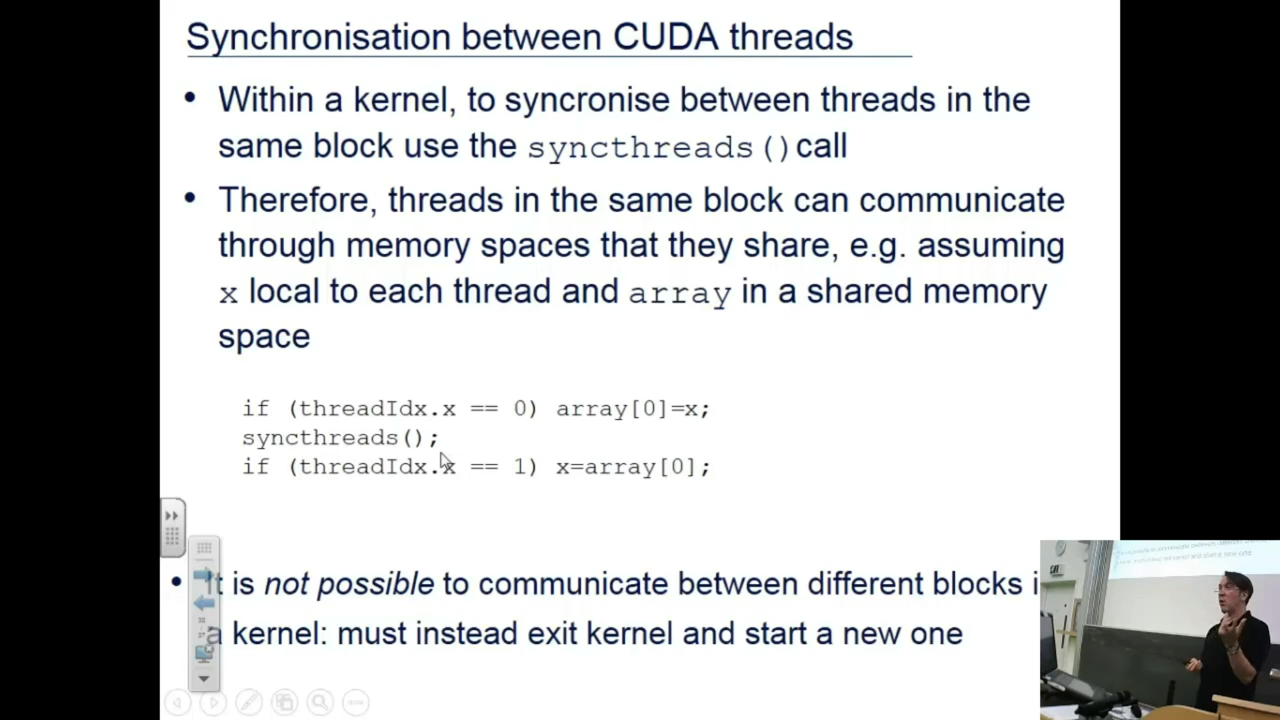 Synchronisation between CUDA threads
• Within a kernel, to syncronise between threads in the
same block use the syncthreads() call
• Therefore, threads in the same block can communicate
through memory spaces that they share, e.g. assuming
x local to each thread and array in a shared memory
space
if (threadIdx.x == 0) array[0]=x;
syncthreads();
if (threadIdx.x == 1) x=array[0];
• It is not possible to communicate between different blocks i
a kernel: must instead exit kernel and start a new one